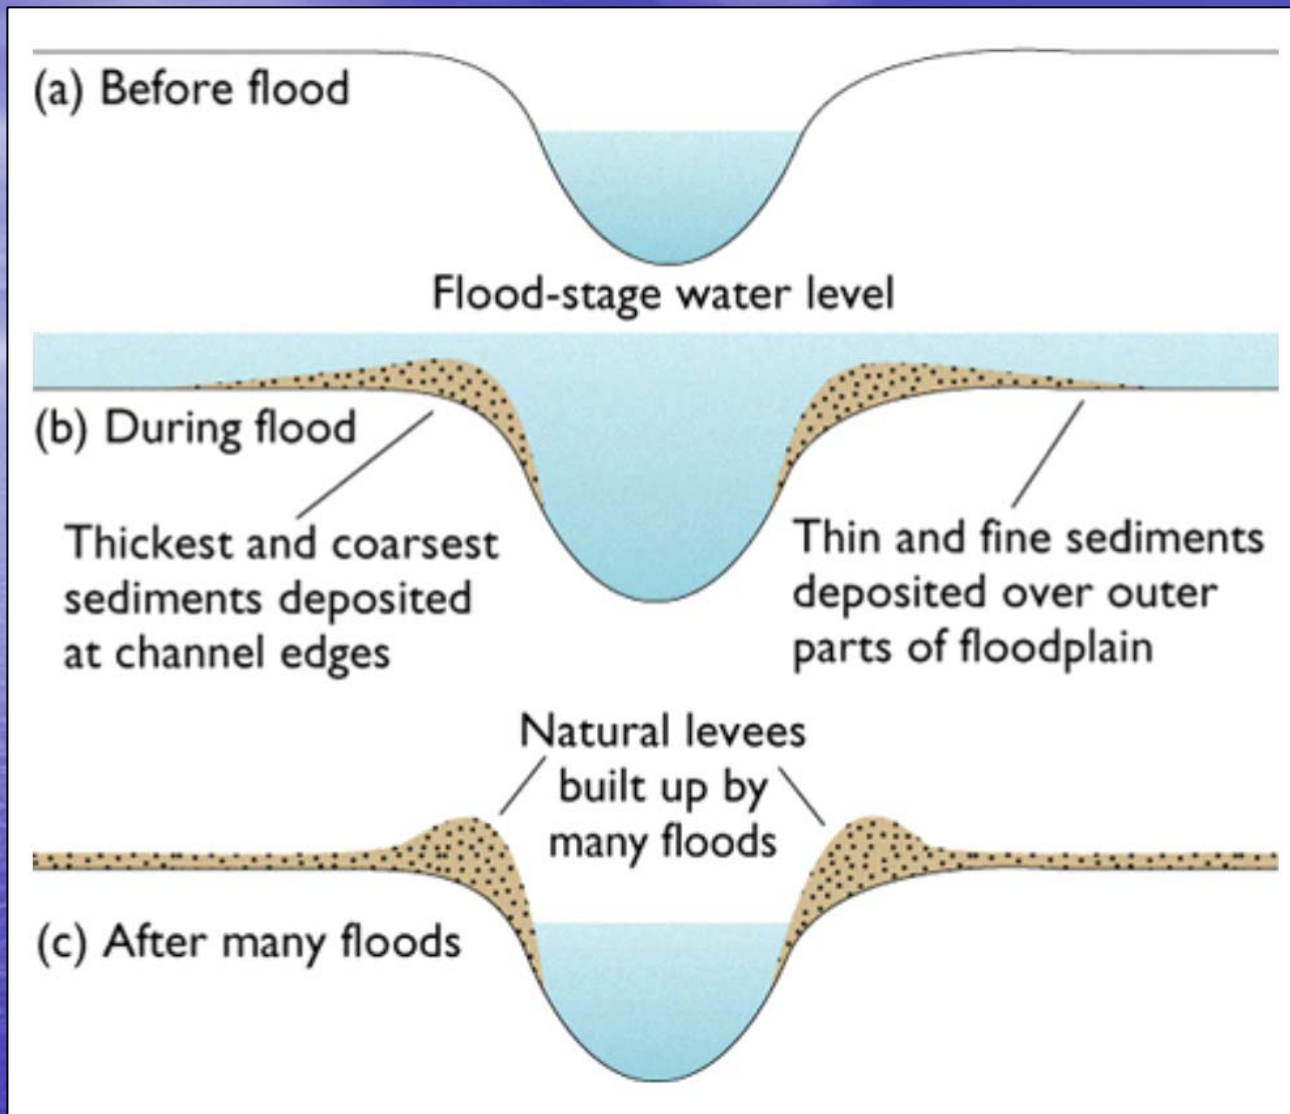 (a) Before flood
Flood-stage water level
(b) During flood
Thickest and coarsest
sediments deposited
at channel edges
Thin and fine sediments
deposited over outer
parts of floodplain
Natural levees
built up by
many floods
(c) After many floods